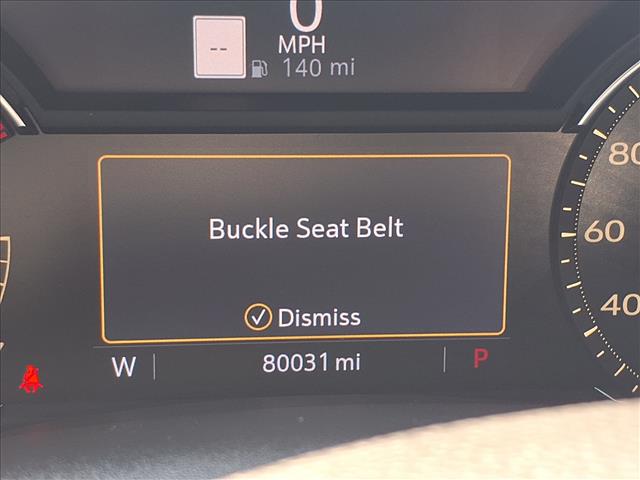 0
MPH
--
140 mi
80
60
40
Buckle Seat Belt
Dismiss
W
80031 mi
P